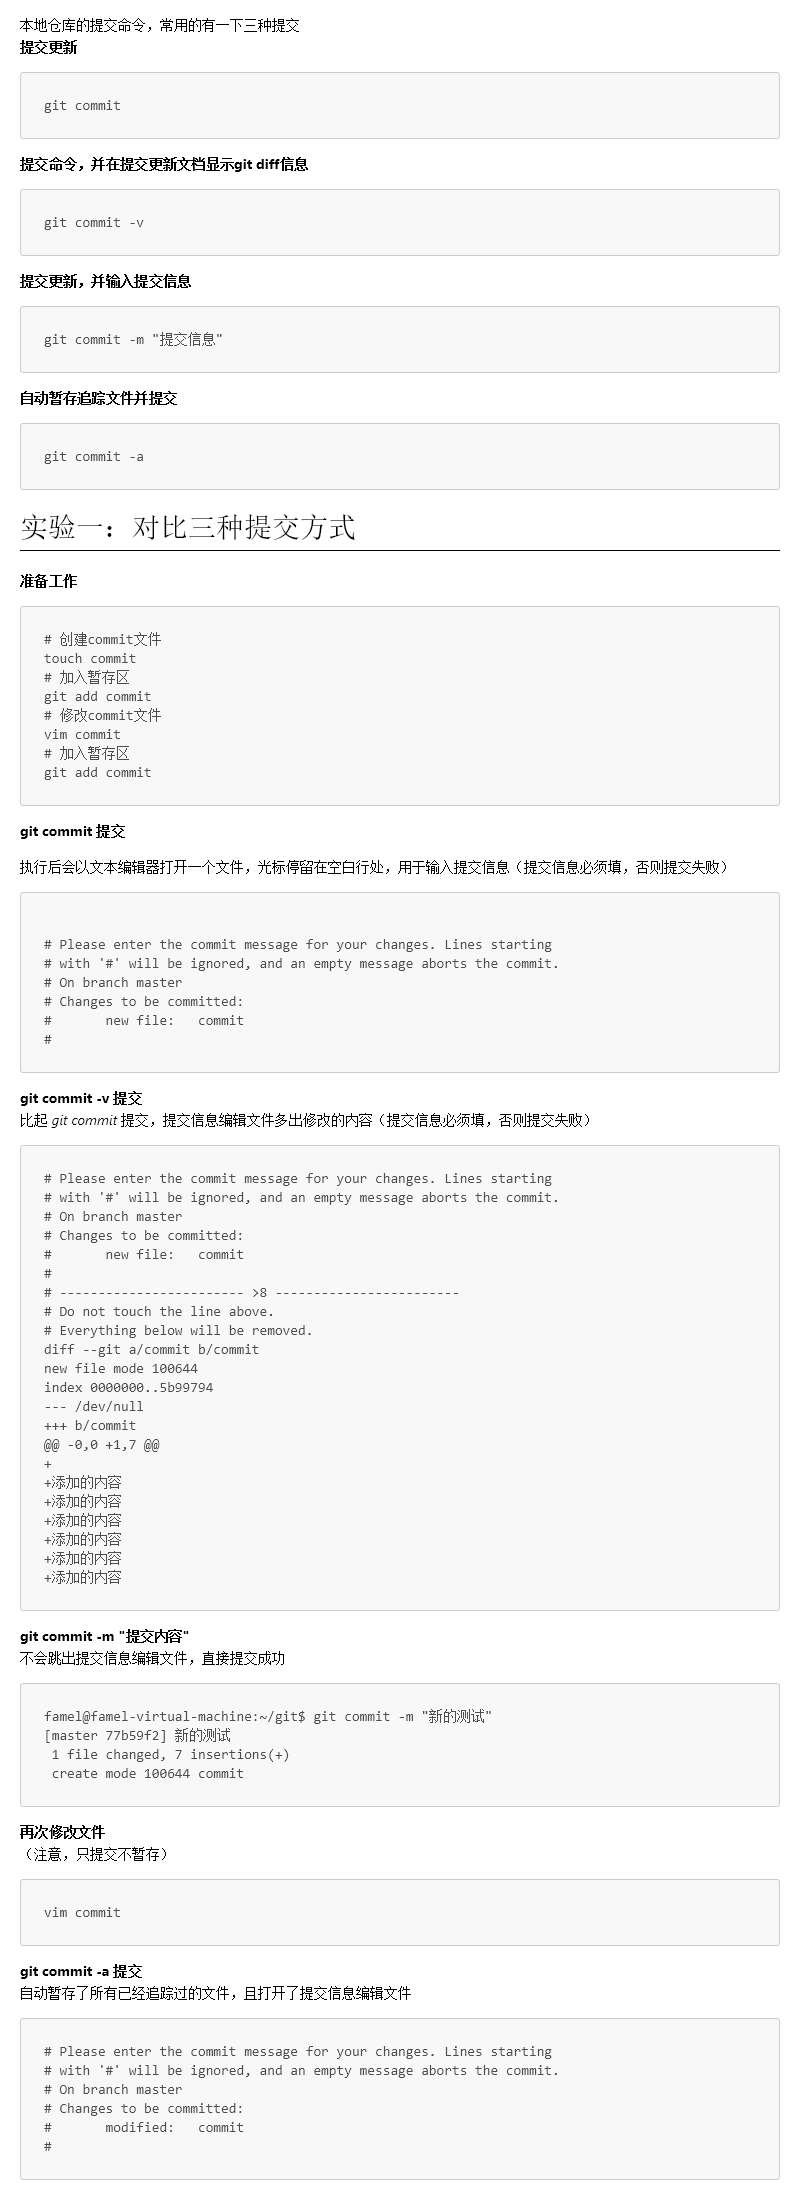 本地仓库的提交命令，常用的有一下三种提交
提交更新
git commit
提交命令，并在提交更新文档显示git diff信息
git commit -v
提交更新，并输入提交信息
git commit -m "提交信息"
自动暂存追踪文件并提交
git commit -a
实验一：对比三种提交方式
准备工作
# 创建commit文件
touch commit
# 加入暂存区
git add commit
# 修改commit文件
vim commit
# 加入暂存区
git add commit
git commit 提交
执行后会以文本编辑器打开一个文件，光标停留在空白行处，用于输入提交信息（提交信息必须填，否则提交失败）
# Please enter the commit message for your changes. Lines starting
# with '#' will be ignored, and an empty message aborts the commit.
# On branch master
# Changes to be committed:
#       new file:   commit
#
git commit -v 提交
比起 git commit 提交，提交信息编辑文件多出修改的内容（提交信息必须填，否则提交失败）
# Please enter the commit message for your changes. Lines starting
# with '#' will be ignored, and an empty message aborts the commit.
# On branch master
# Changes to be committed:
#       new file:   commit
#
# ------------------------ >8 ------------------------
# Do not touch the line above.
# Everything below will be removed.
diff --git a/commit b/commit
new file mode 100644
index 0000000..5b99794
--- /dev/null
+++ b/commit
@@ -0,0 +1,7 @@
+
+添加的内容
+添加的内容
+添加的内容
+添加的内容
+添加的内容
+添加的内容
git commit -m "提交内容"
不会跳出提交信息编辑文件，直接提交成功
famel@famel-virtual-machine:~/git$ git commit -m "新的测试"
[master 77b59f2] 新的测试
 1 file changed, 7 insertions(+)
 create mode 100644 commit
再次修改文件
（注意，只提交不暂存）
vim commit
git commit -a 提交
自动暂存了所有已经追踪过的文件，且打开了提交信息编辑文件
# Please enter the commit message for your changes. Lines starting
# with '#' will be ignored, and an empty message aborts the commit.
# On branch master
# Changes to be committed:
#       modified:   commit
#